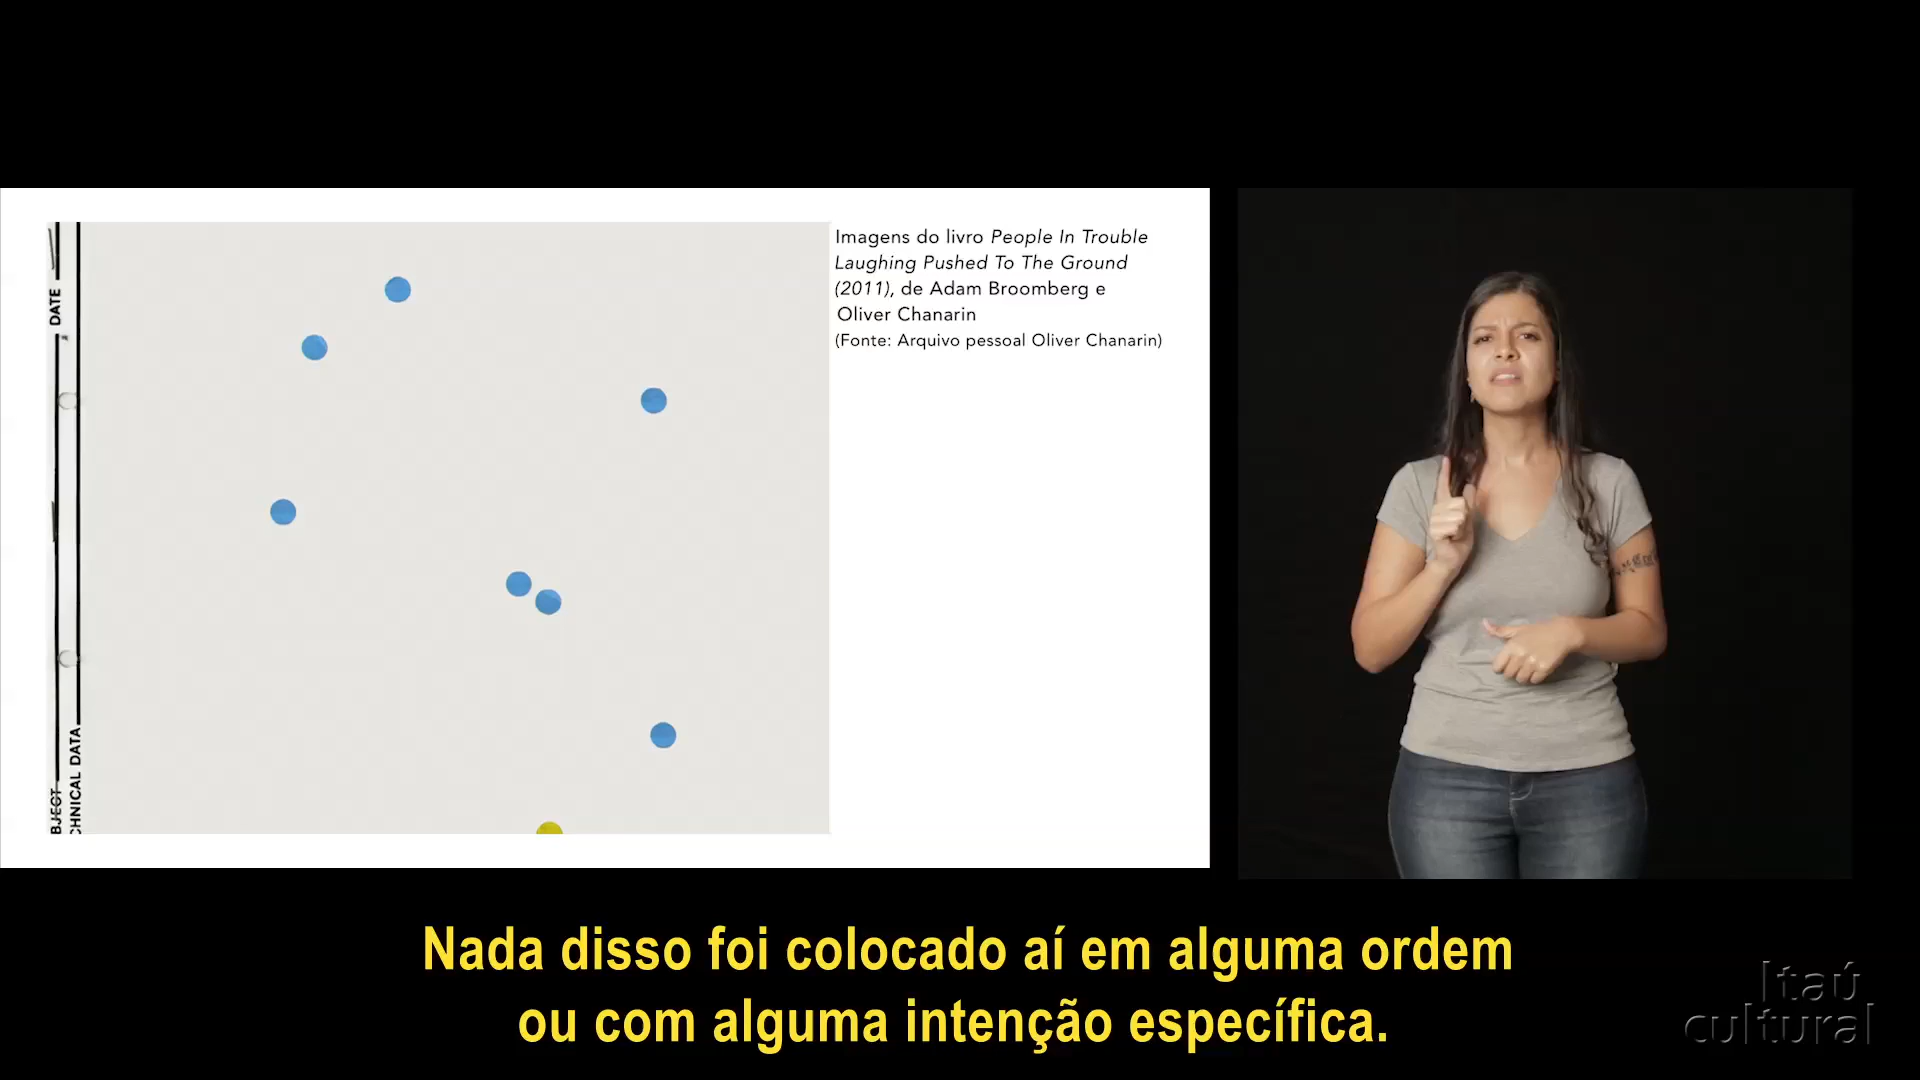 DATE
BJECT
CHNICAL DATA
Imagens do livro People In Trouble
Laughing Pushed To The Ground
(2011), de Adam Broomberg e
Oliver Chanarin
(Fonte: Arquivo pessoal Oliver Chanarin)
Nada disso foi colocado aí em alguma ordem
ou com alguma intenção específica.
Itaú
cultural